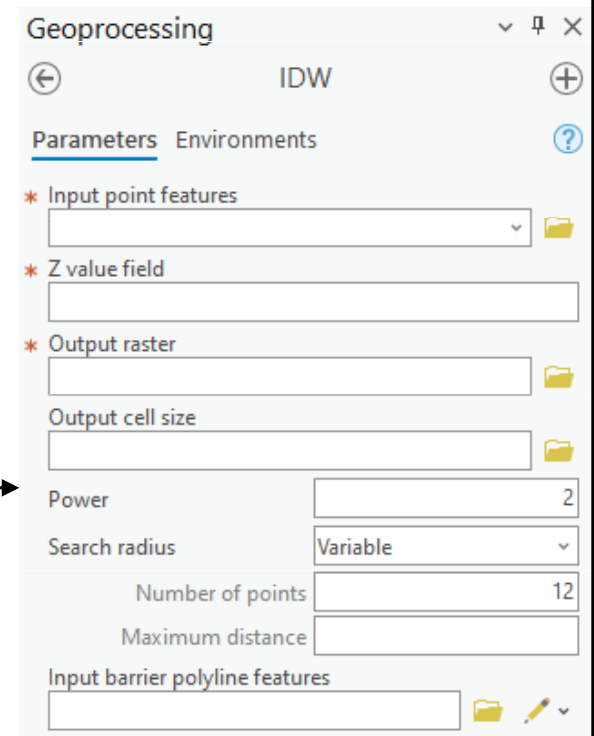 Geoprocessing
IDW
Parameters Environments
* Input point features
* Z value field
* Output raster
Output cell size
Power 2
Search radius Variable
Number of points 12
Maximum distance
Input barrier polyline features